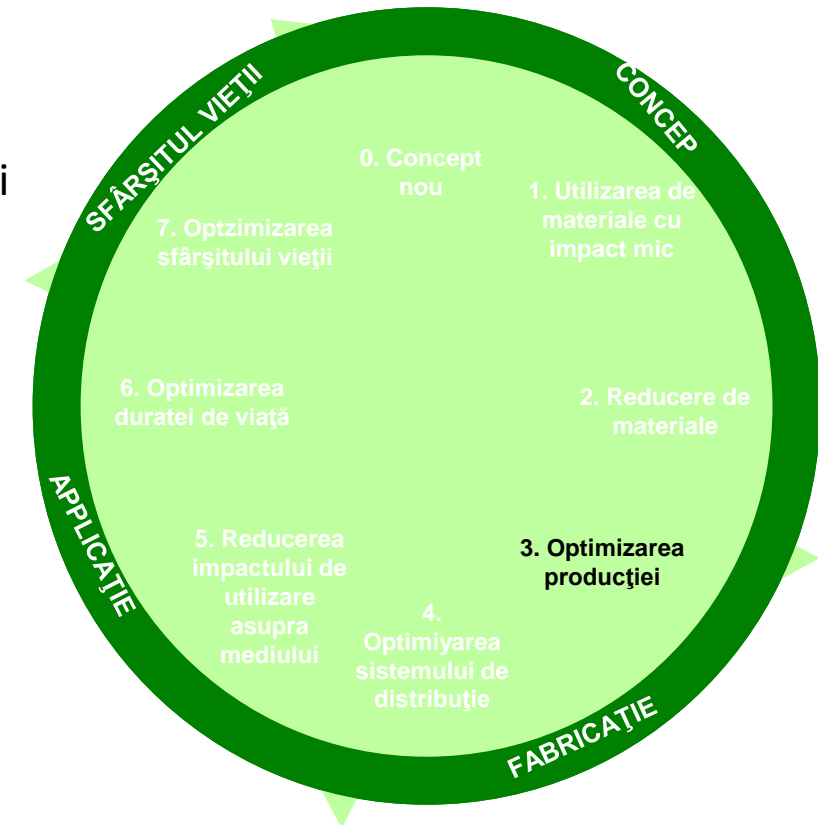 i
SFÂRŞITUL VIEŢII
CONCEP
0. Concept
nou
1. Utilizarea de
materiale cu
impact mic
7. Optzimizarea
sfârşitului vieţii
6. Optimizarea
duratei de viaţă
2. Reducere de
materiale
APPLICAŢIE
5. Reducerea
impactului de
utilizare
asupra
mediului
3. Optimizarea
producţiei
4.
Optimiyarea
sistemului de
distribuţie
FABRICAŢIE